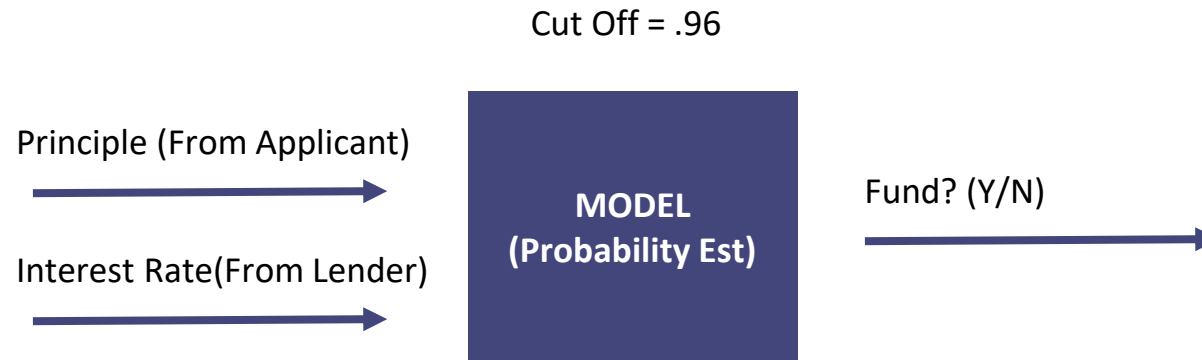 Cut Off = .96
Principle (From Applicant)
Interest Rate(From Lender)
MODEL
(Probability Est)
Fund? (Y/N)